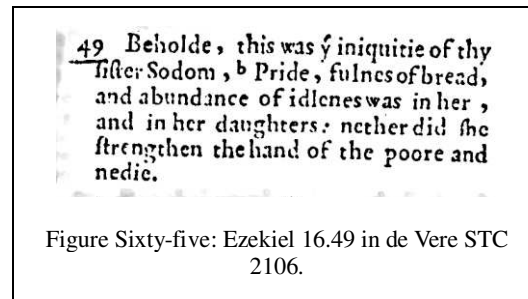 49 Beholde, this was ẙ iniquitie of thy
ſiſter Sodom, ᵇ Pride, fulnes of bread,
and abundance of idlenes was in her,
and in her daughters: nether did ſhe
ſtrengthen the hand of the poore and
nedie.
Figure Sixty-five: Ezekiel 16.49 in de Vere STC
2106.